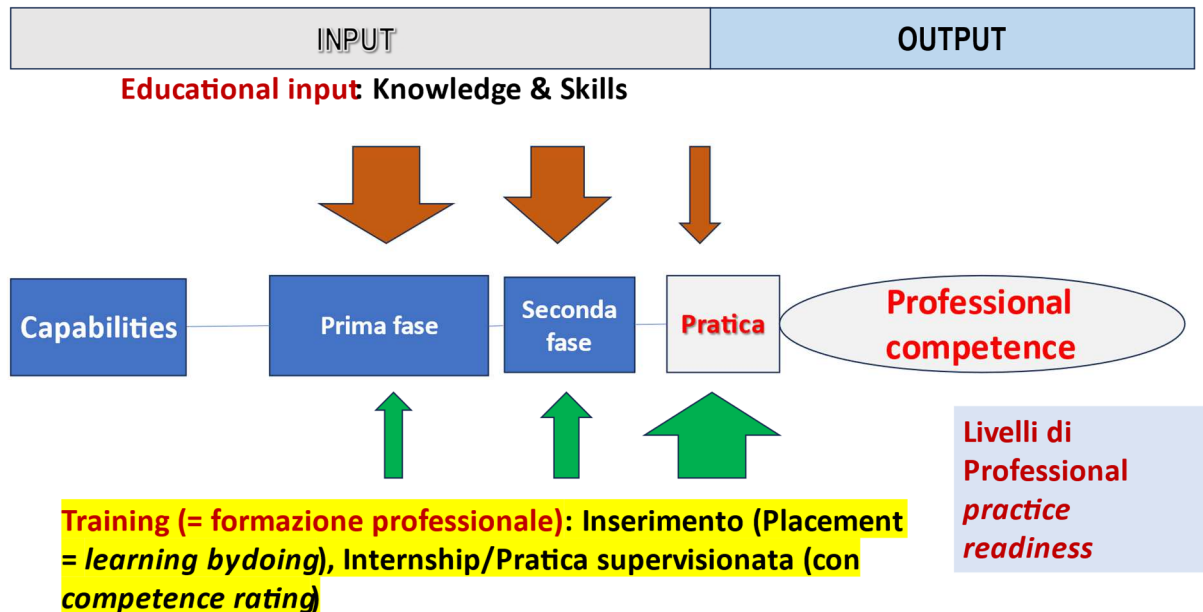 INPUT
OUTPUT
Educational input: Knowledge & Skills
Capabilities
Prima fase
Seconda
fase
Pratica
Professional
competence
Livelli di
Professional
practice
readiness
Training (= formazione professionale): Inserimento (Placement
= learning bydoing), Internship/Pratica supervisionata (con
competence rating)